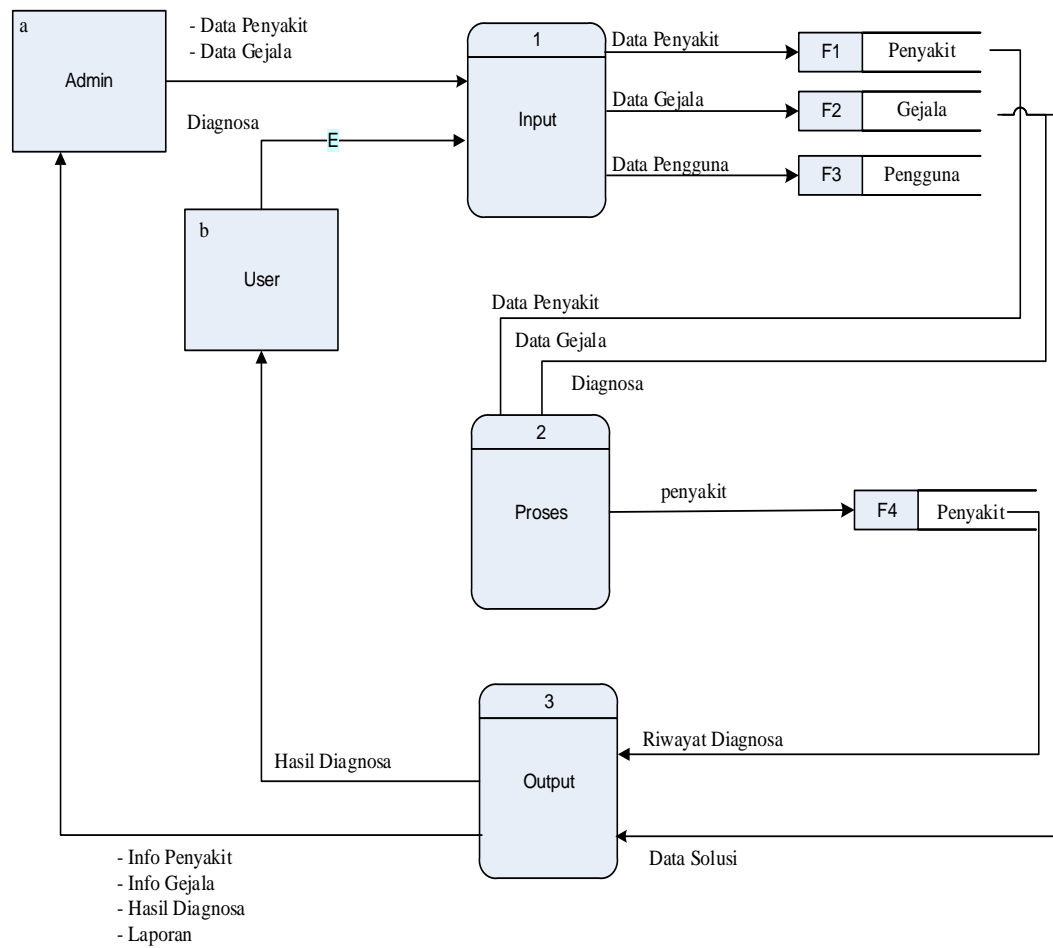 a
Admin
- Data Penyakit
- Data Gejala
1
Input
Data Penyakit
F1
Penyakit
Data Gejala
F2
Gejala
Data Pengguna
F3
Pengguna
Diagnosa
E
b
User
Data Penyakit
Data Gejala
Diagnosa
2
Proses
penyakit
F4
Penyakit
3
Output
Riwayat Diagnosa
Hasil Diagnosa
Data Solusi
- Info Penyakit
- Info Gejala
- Hasil Diagnosa
- Laporan